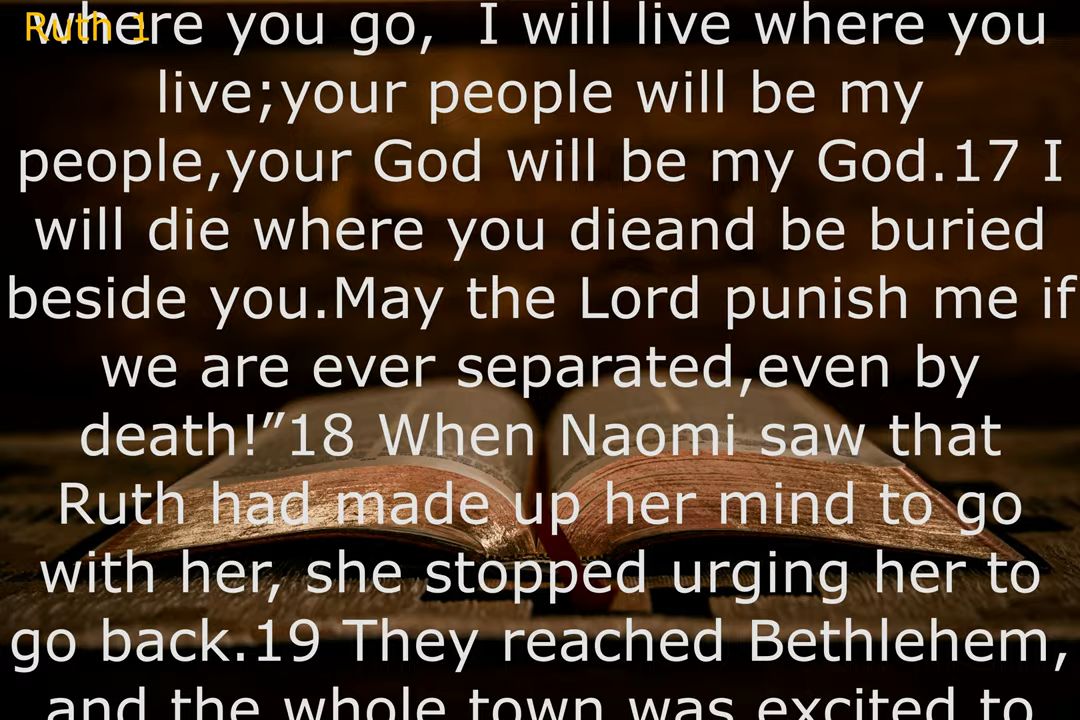 Ruth 1
where you go, I will live where you
live;your people will be my
people,your God will be my God.17 I
will die where you dieand be buried
beside you.May the Lord punish me if
we are ever separated,even by
death!”18 When Naomi saw that
Ruth had made up her mind to go
with her, she stopped urging her to
go back.19 They reached Bethlehem,
and the whole town was excited to